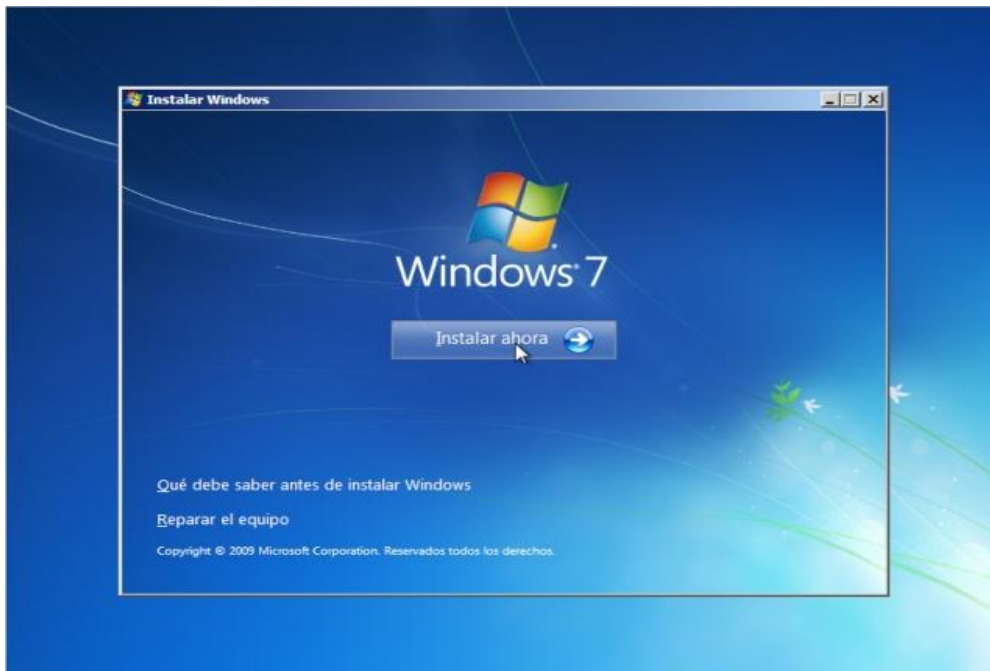 Instalar Windows
Windows 7
Instalar ahora
Qué debe saber antes de instalar Windows
Reparar el equipo
Copyright © 2009 Microsoft Corporation. Reservados todos los derechos.